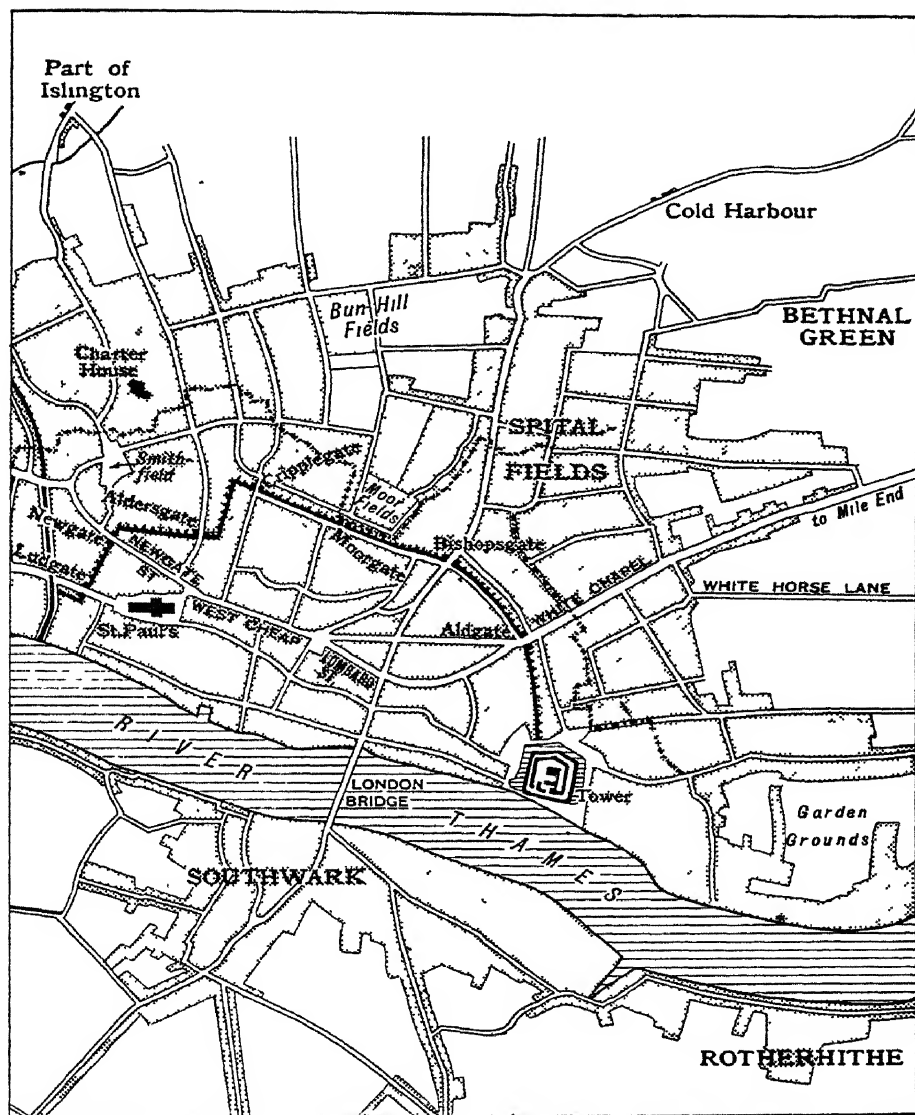 Part of
Islington
Cold Harbour
Bun Hill
Fields
BETHNAL
GREEN
Charter
House
SPITAL
FIELDS
Smith
field
Cripplegate
Moor
Fields
Aldersgate
Newgate
NEWGATE
ST
Moorgate
Bishopsgate
to Mile End
Ludgate
WHITE CHAPEL
WHITE HORSE LANE
St. Paul's
WEST CHEAP
Aldgate
LOMBARD
ST.
RIVER
LONDON
BRIDGE
Tower
THAMES
Garden
Grounds
SOUTHWARK
ROTHERHITHE